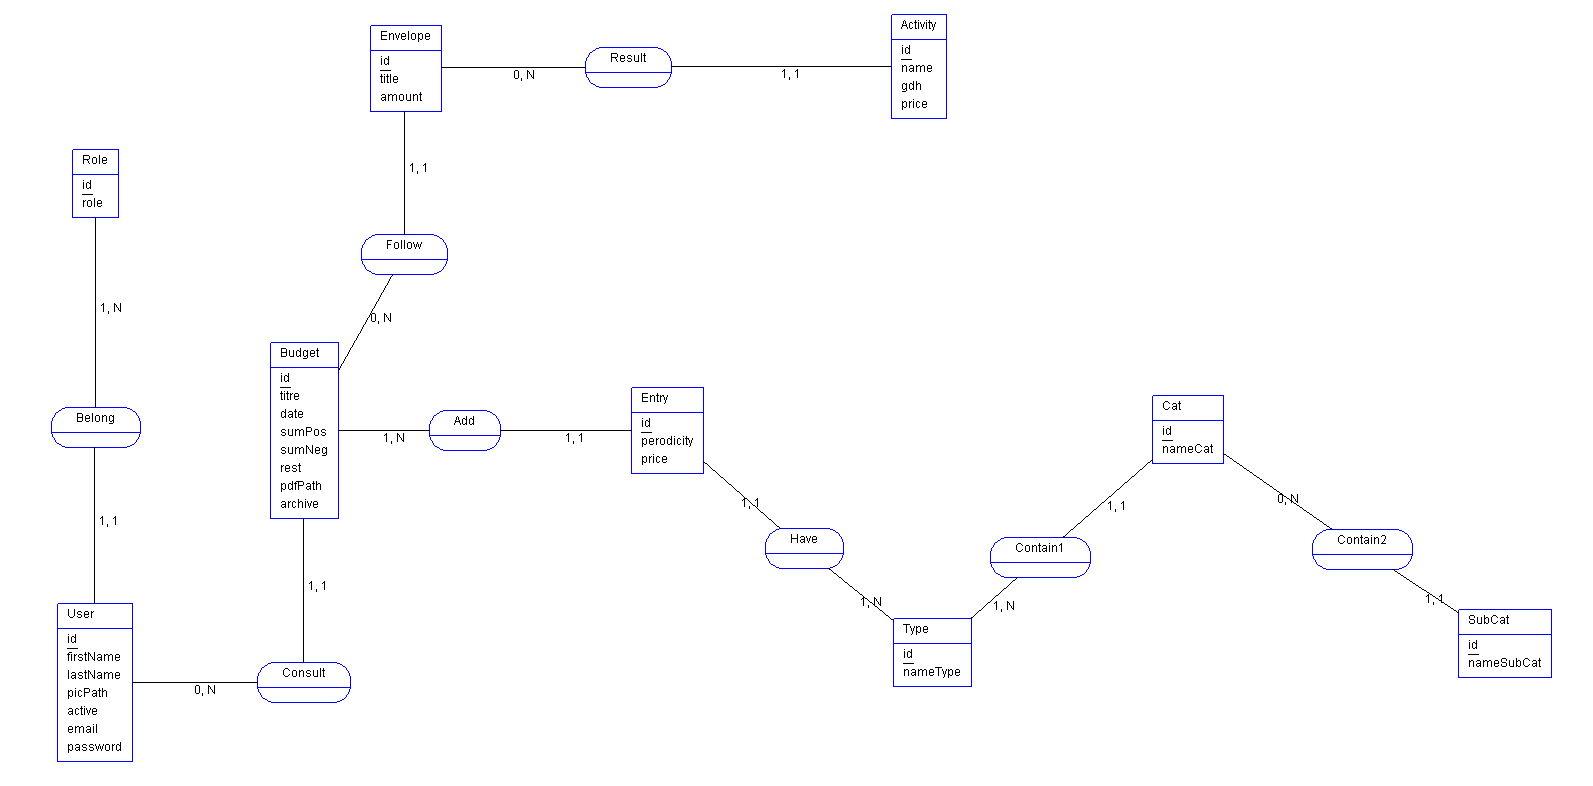 Envelope
id
title
amount
0, N
Result
1, 1
Activity
id
name
gdh
price
1, 1
Role
id
role
Follow
1, N
0, N
Budget
id
titre
date
sumPos
sumNeg
rest
pdfPath
archive
1, N
Add
1, 1
Entry
id
perodicity
price
Cat
id
nameCat
Belong
1, 1
1, 1
Have
1, N
1, 1
Contain1
1, N
0, N
Contain2
1, 1
1, 1
User
id
firstName
lastName
picPath
active
email
password
0, N
Consult
Type
id
nameType
SubCat
id
nameSubCat